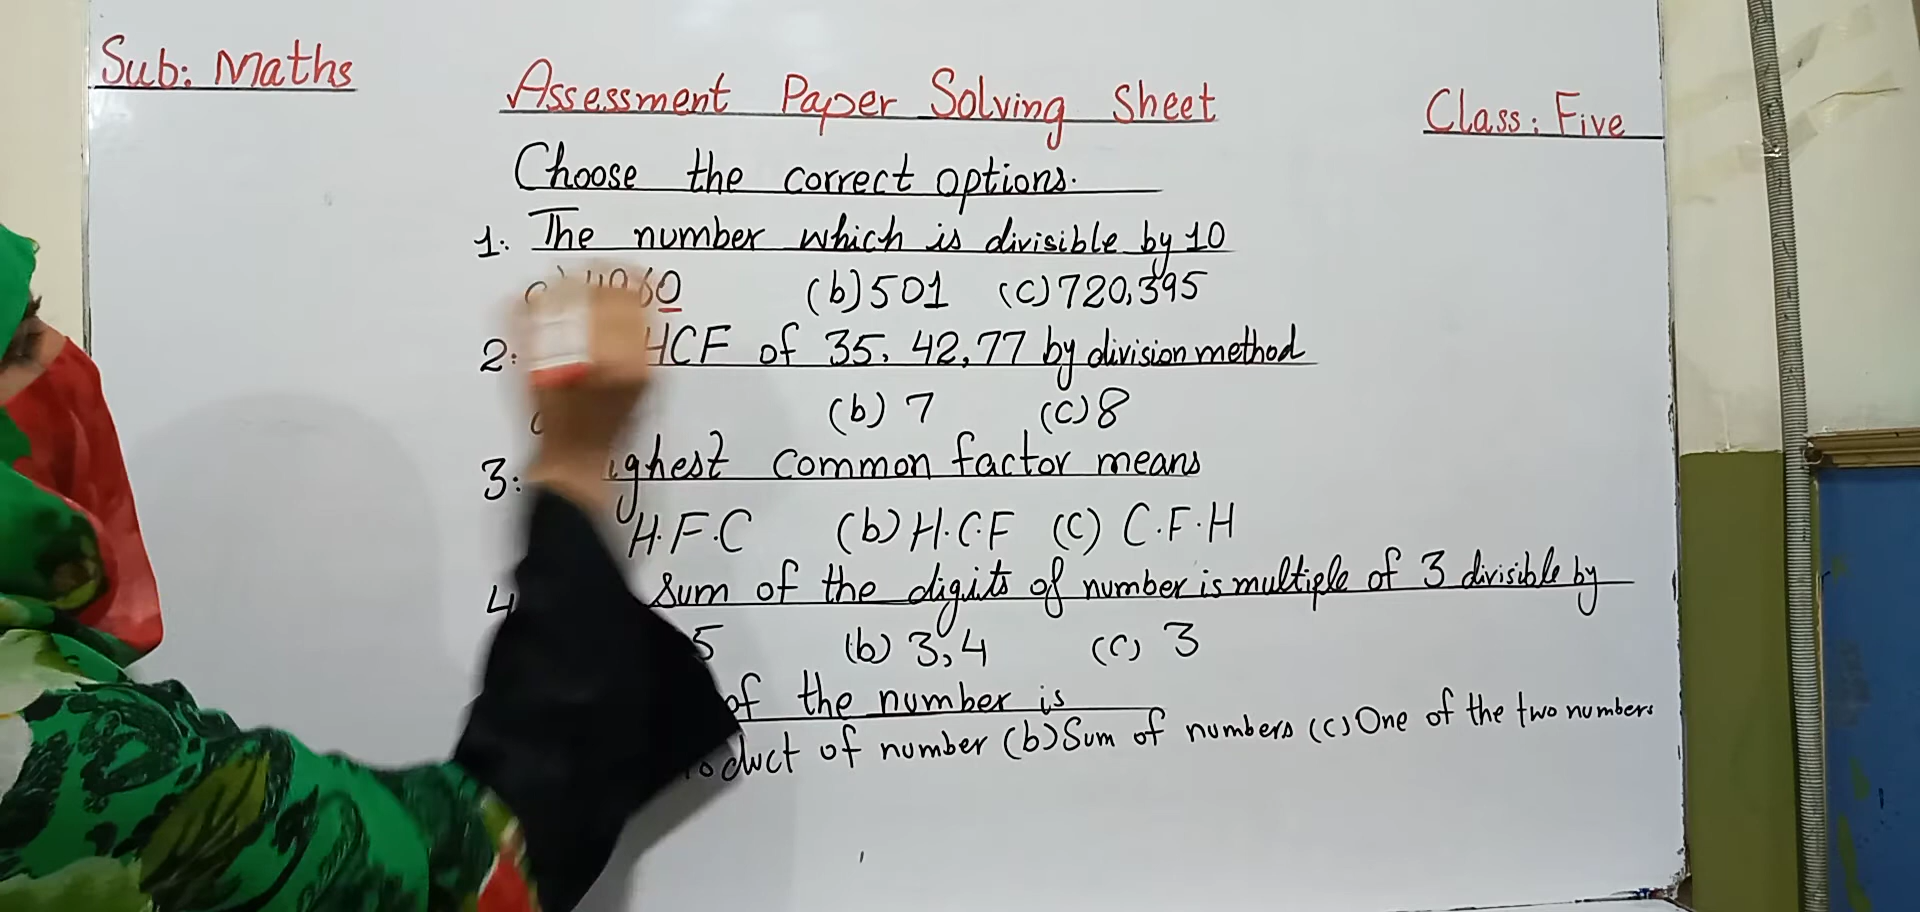 Sub: Maths
Assessment Paper Solving Sheet
Class: Five
Choose the correct options.
1. The number which is divisible by 10
(b) 501 (c) 720,395
2: HCF of 35, 42, 77 by division method
(b) 7 (c) 8
3: common factor means
H.F.C (b) H.C.F (c) C.F.H
4 sum of the digits of number is multiple of 3 divisible by
5 (b) 3,4 (c) 3
of the number is
of number (b) Sum of numbers (c) One of the two numbers